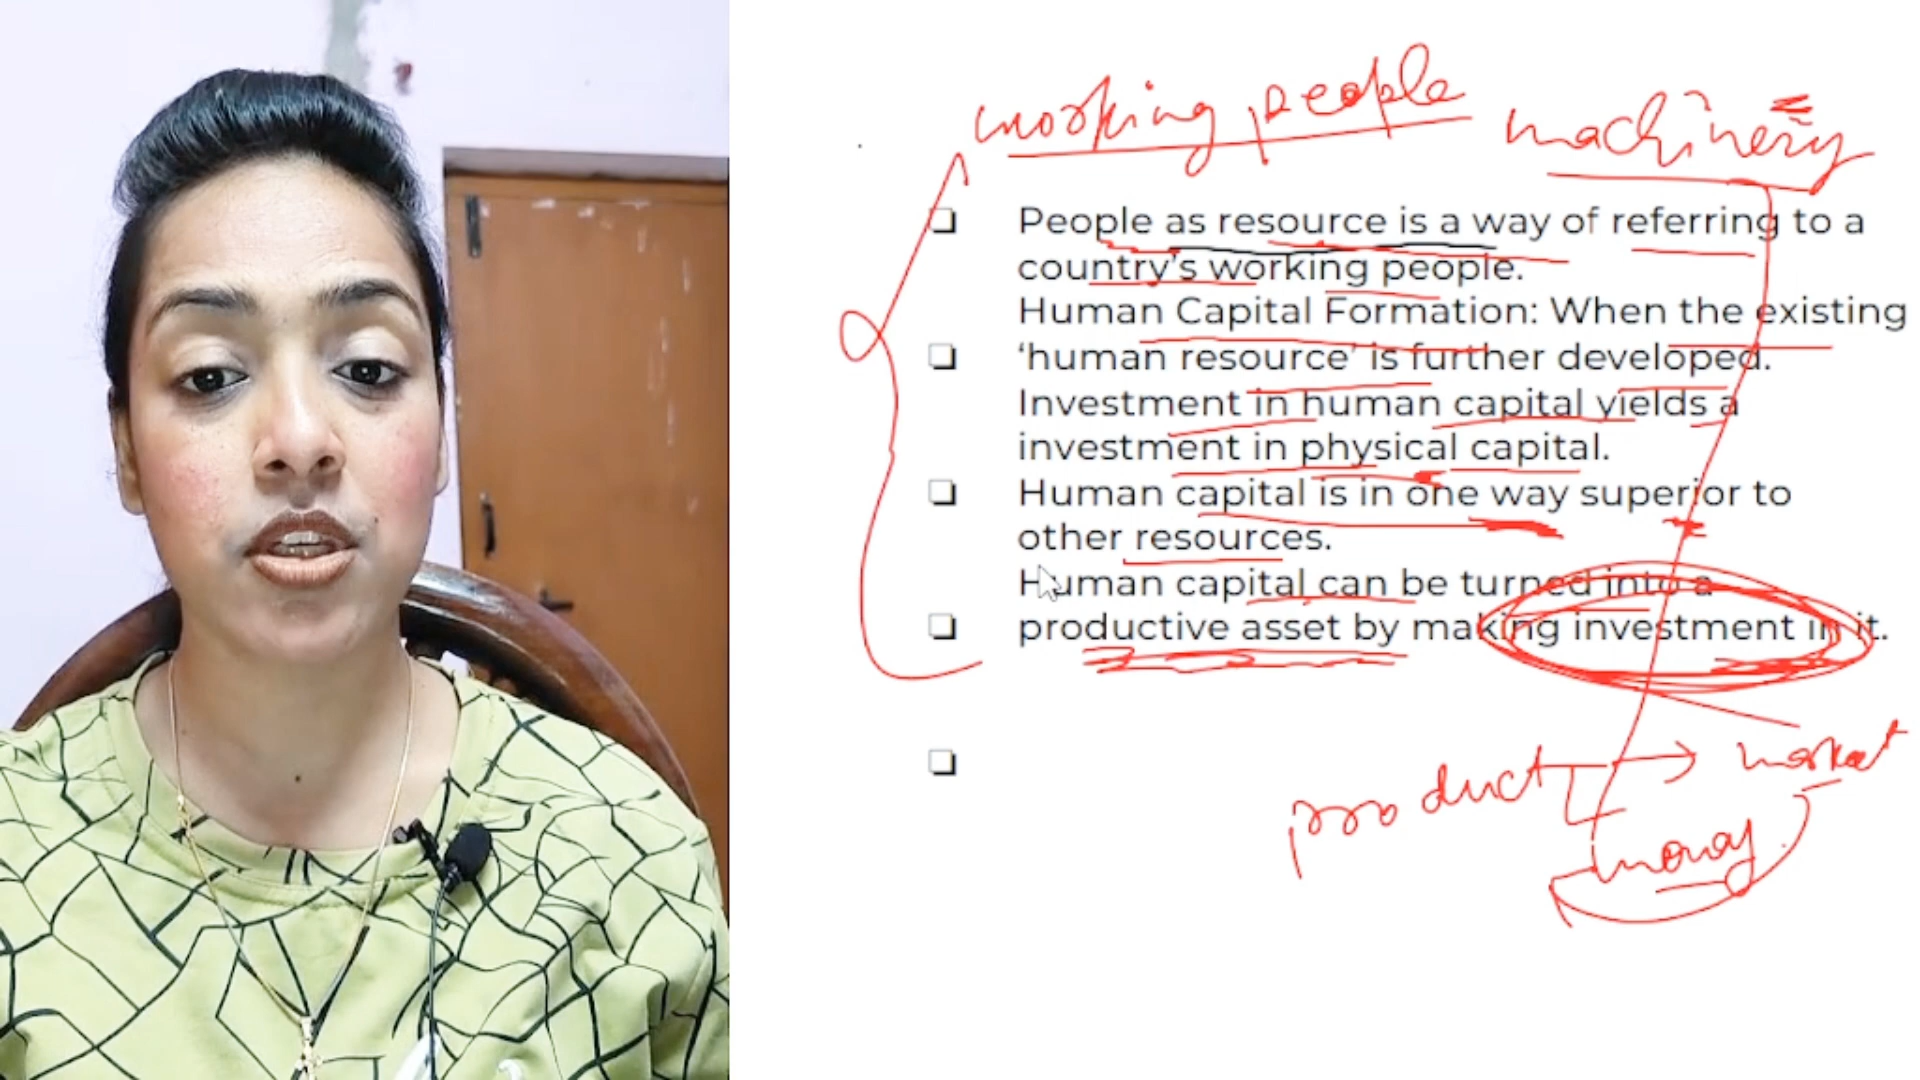 working people machinery
People as resource is a way of referring to a
country's working people.
Human Capital Formation: When the existing
‘human resource’ is further developed.
Investment in human capital yields a
investment in physical capital.
Human capital is in one way superior to
other resources.
Human capital can be turned into a
productive asset by making investment in it.
product → market
money